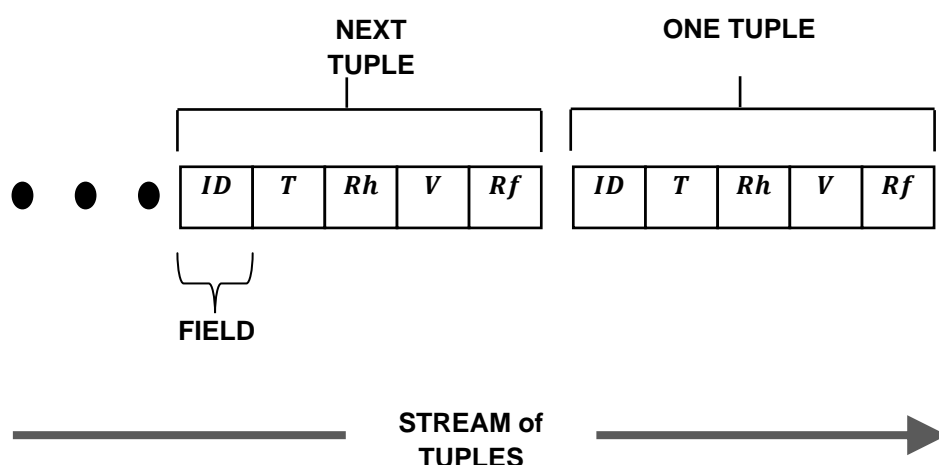 NEXT
TUPLE
ONE TUPLE
ID T Rh V Rf
ID T Rh V Rf
FIELD
STREAM of
TUPLES